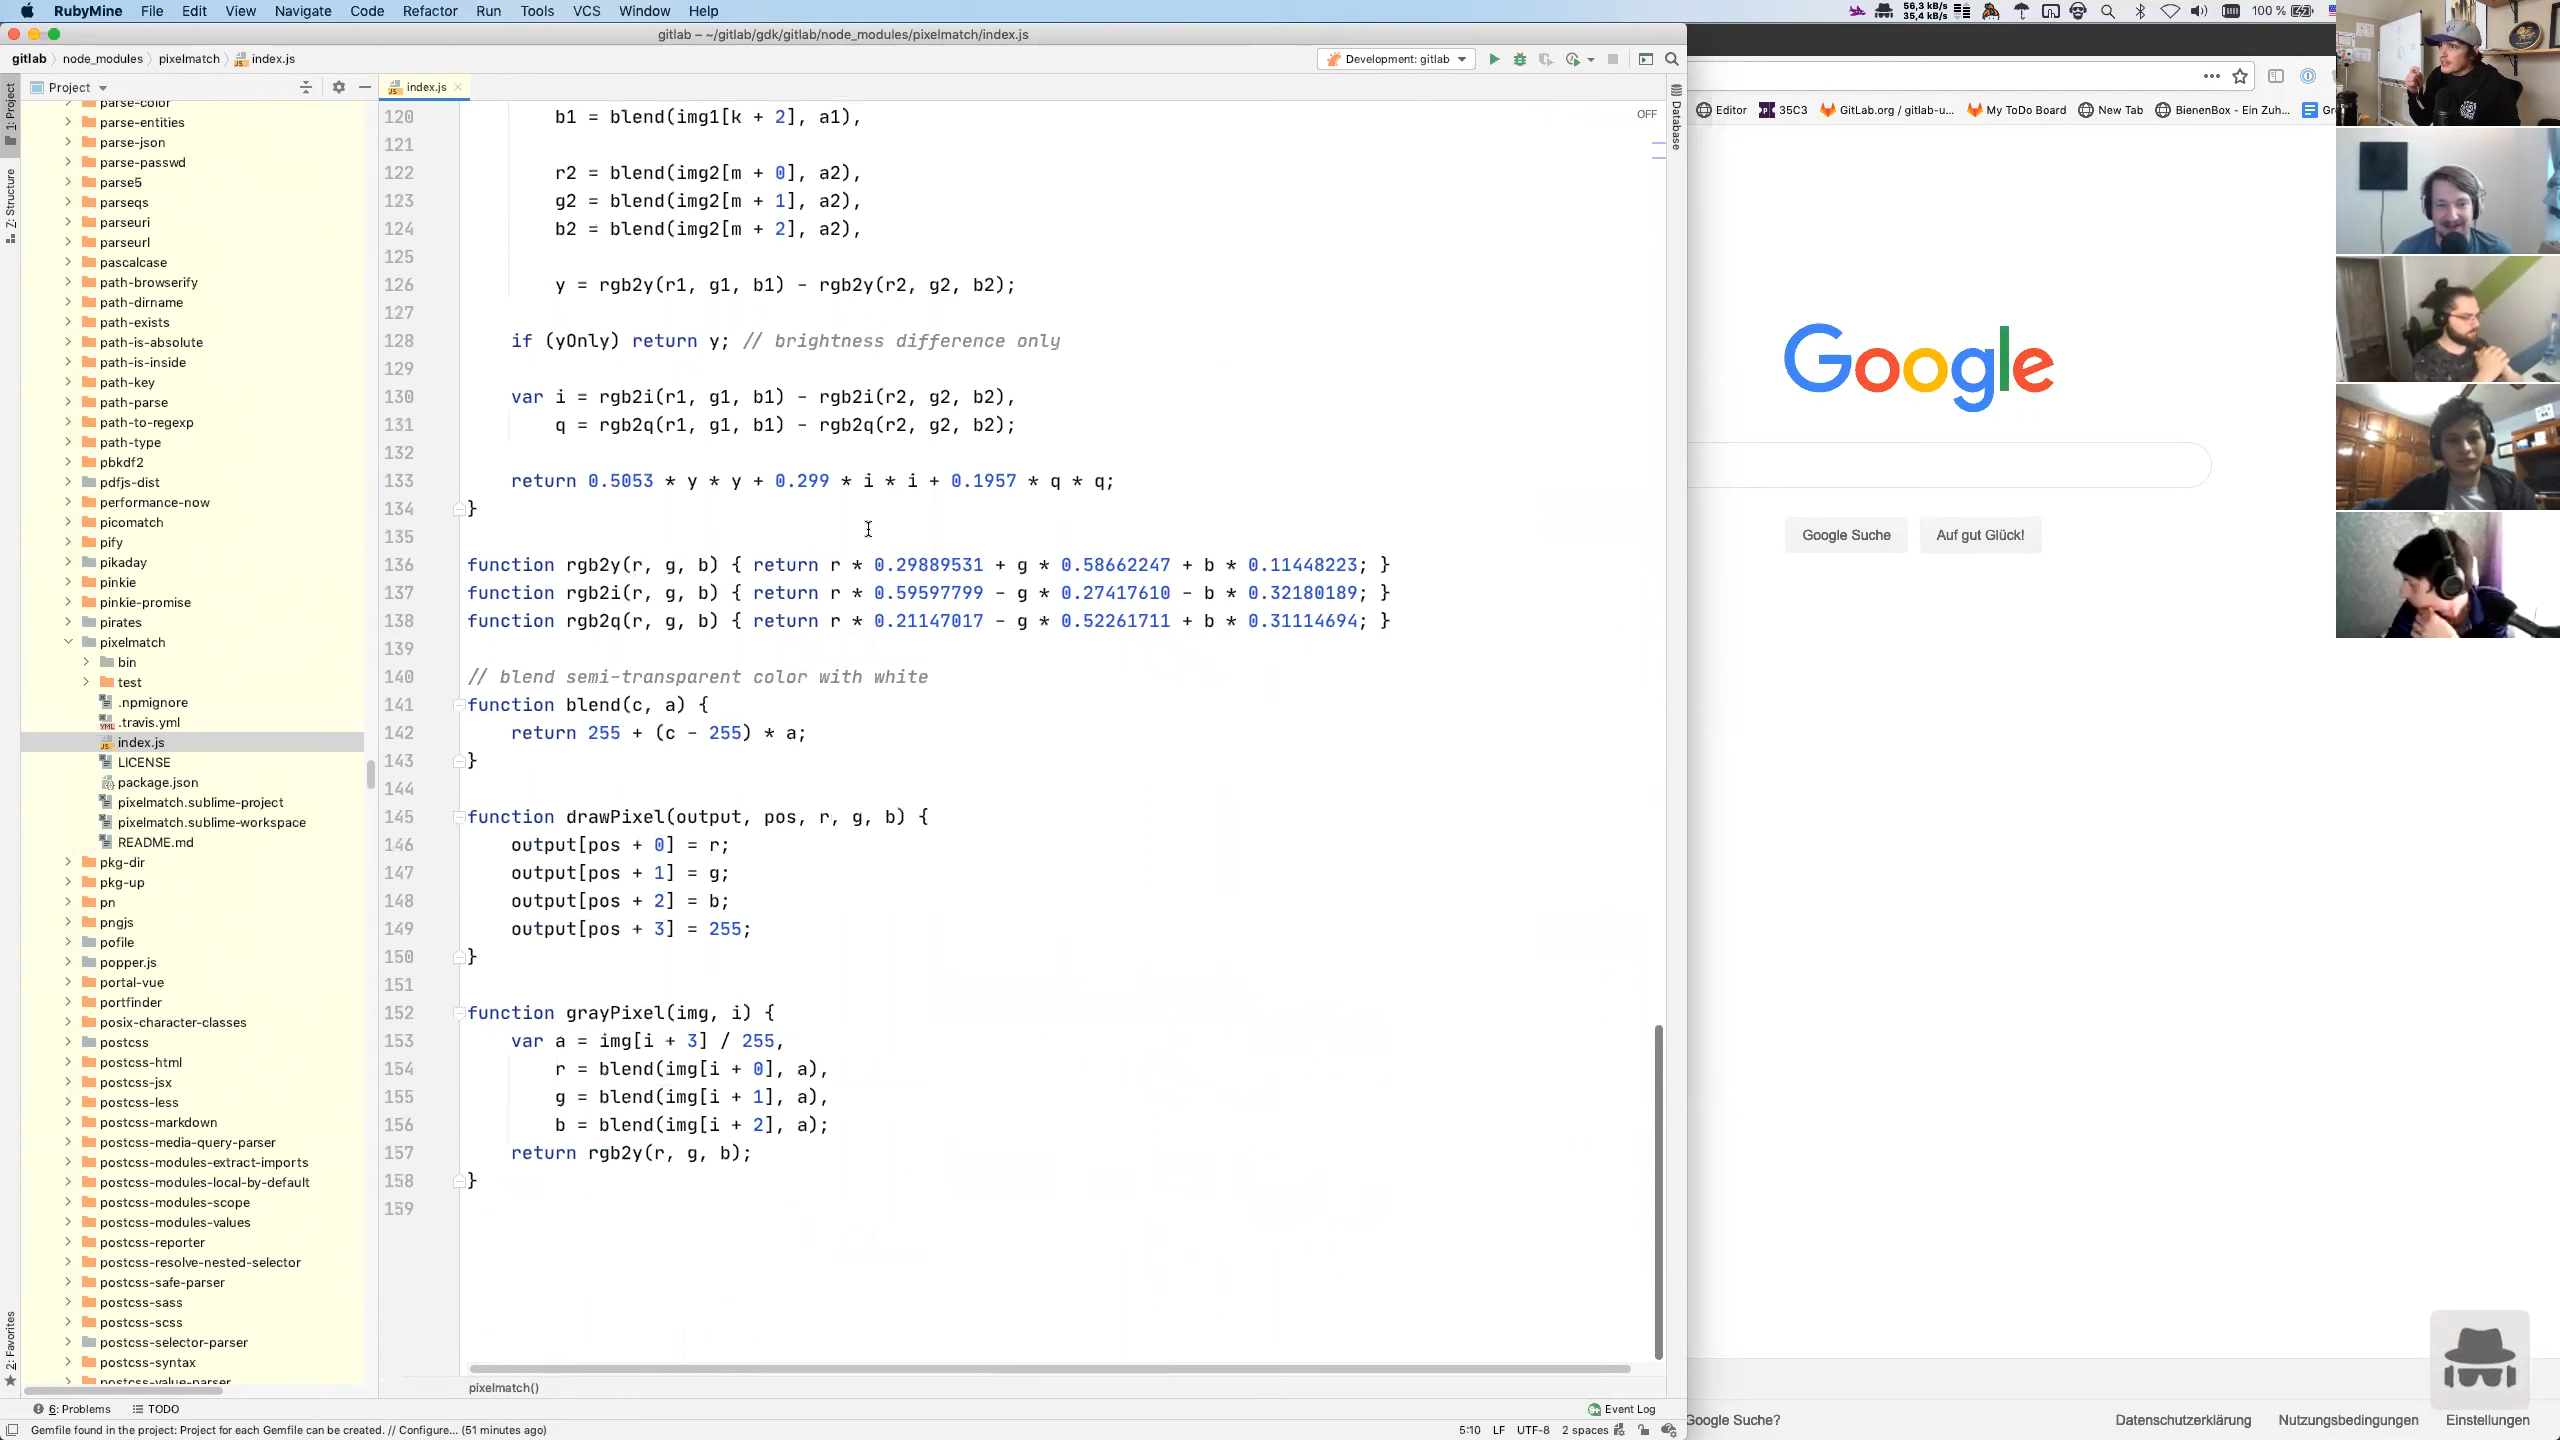 RubyMine File Edit View Navigate Code Refactor Run Tools VCS Window Help
56,3 kB/s
35,4 kB/s
100 %
gitlab – ~/gitlab/gdk/gitlab/node_modules/pixelmatch/index.js
gitlab node_modules pixelmatch index.js
Development: gitlab
Project
index.js
1: Project
Z: Structure
2: Favorites
Database
OFF
parse-color
parse-entities
parse-json
parse-passwd
parse5
parseqs
parseuri
parseurl
pascalcase
path-browserify
path-dirname
path-exists
path-is-absolute
path-is-inside
path-key
path-parse
path-to-regexp
path-type
pbkdf2
pdfjs-dist
performance-now
picomatch
pify
pikaday
pinkie
pinkie-promise
pirates
pixelmatch
bin
test
.npmignore
.travis.yml
index.js
LICENSE
package.json
pixelmatch.sublime-project
pixelmatch.sublime-workspace
README.md
pkg-dir
pkg-up
pn
pngjs
pofile
popper.js
portal-vue
portfinder
posix-character-classes
postcss
postcss-html
postcss-jsx
postcss-less
postcss-markdown
postcss-media-query-parser
postcss-modules-extract-imports
postcss-modules-local-by-default
postcss-modules-scope
postcss-modules-values
postcss-reporter
postcss-resolve-nested-selector
postcss-safe-parser
postcss-sass
postcss-scss
postcss-selector-parser
postcss-syntax
postcss-value-parser
120 b1 = blend(img1[k + 2], a1),
121
122 r2 = blend(img2[m + 0], a2),
123 g2 = blend(img2[m + 1], a2),
124 b2 = blend(img2[m + 2], a2),
125
126 y = rgb2y(r1, g1, b1) - rgb2y(r2, g2, b2);
127
128 if (yOnly) return y; // brightness difference only
129
130 var i = rgb2i(r1, g1, b1) - rgb2i(r2, g2, b2),
131 q = rgb2q(r1, g1, b1) - rgb2q(r2, g2, b2);
132
133 return 0.5053 * y * y + 0.299 * i * i + 0.1957 * q * q;
134 }
135
136 function rgb2y(r, g, b) { return r * 0.29889531 + g * 0.58662247 + b * 0.11448223; }
137 function rgb2i(r, g, b) { return r * 0.59597799 - g * 0.27417610 - b * 0.32180189; }
138 function rgb2q(r, g, b) { return r * 0.21147017 - g * 0.52261711 + b * 0.31114694; }
139
140 // blend semi-transparent color with white
141 function blend(c, a) {
142 return 255 + (c - 255) * a;
143 }
144
145 function drawPixel(output, pos, r, g, b) {
146 output[pos + 0] = r;
147 output[pos + 1] = g;
148 output[pos + 2] = b;
149 output[pos + 3] = 255;
150 }
151
152 function grayPixel(img, i) {
153 var a = img[i + 3] / 255,
154 r = blend(img[i + 0], a),
155 g = blend(img[i + 1], a),
156 b = blend(img[i + 2], a);
157 return rgb2y(r, g, b);
158 }
159
pixelmatch()
6: Problems TODO
Event Log
Gemfile found in the project: Project for each Gemfile can be created. // Configure... (51 minutes ago)
5:10 LF UTF-8 2 spaces
Editor 35C3 GitLab.org / gitlab-u... My ToDo Board New Tab BienenBox - Ein Zuh... Gr
Google
Google Suche Auf gut Glück!
Google Suche?
Datenschutzerklärung Nutzungsbedingungen Einstellungen